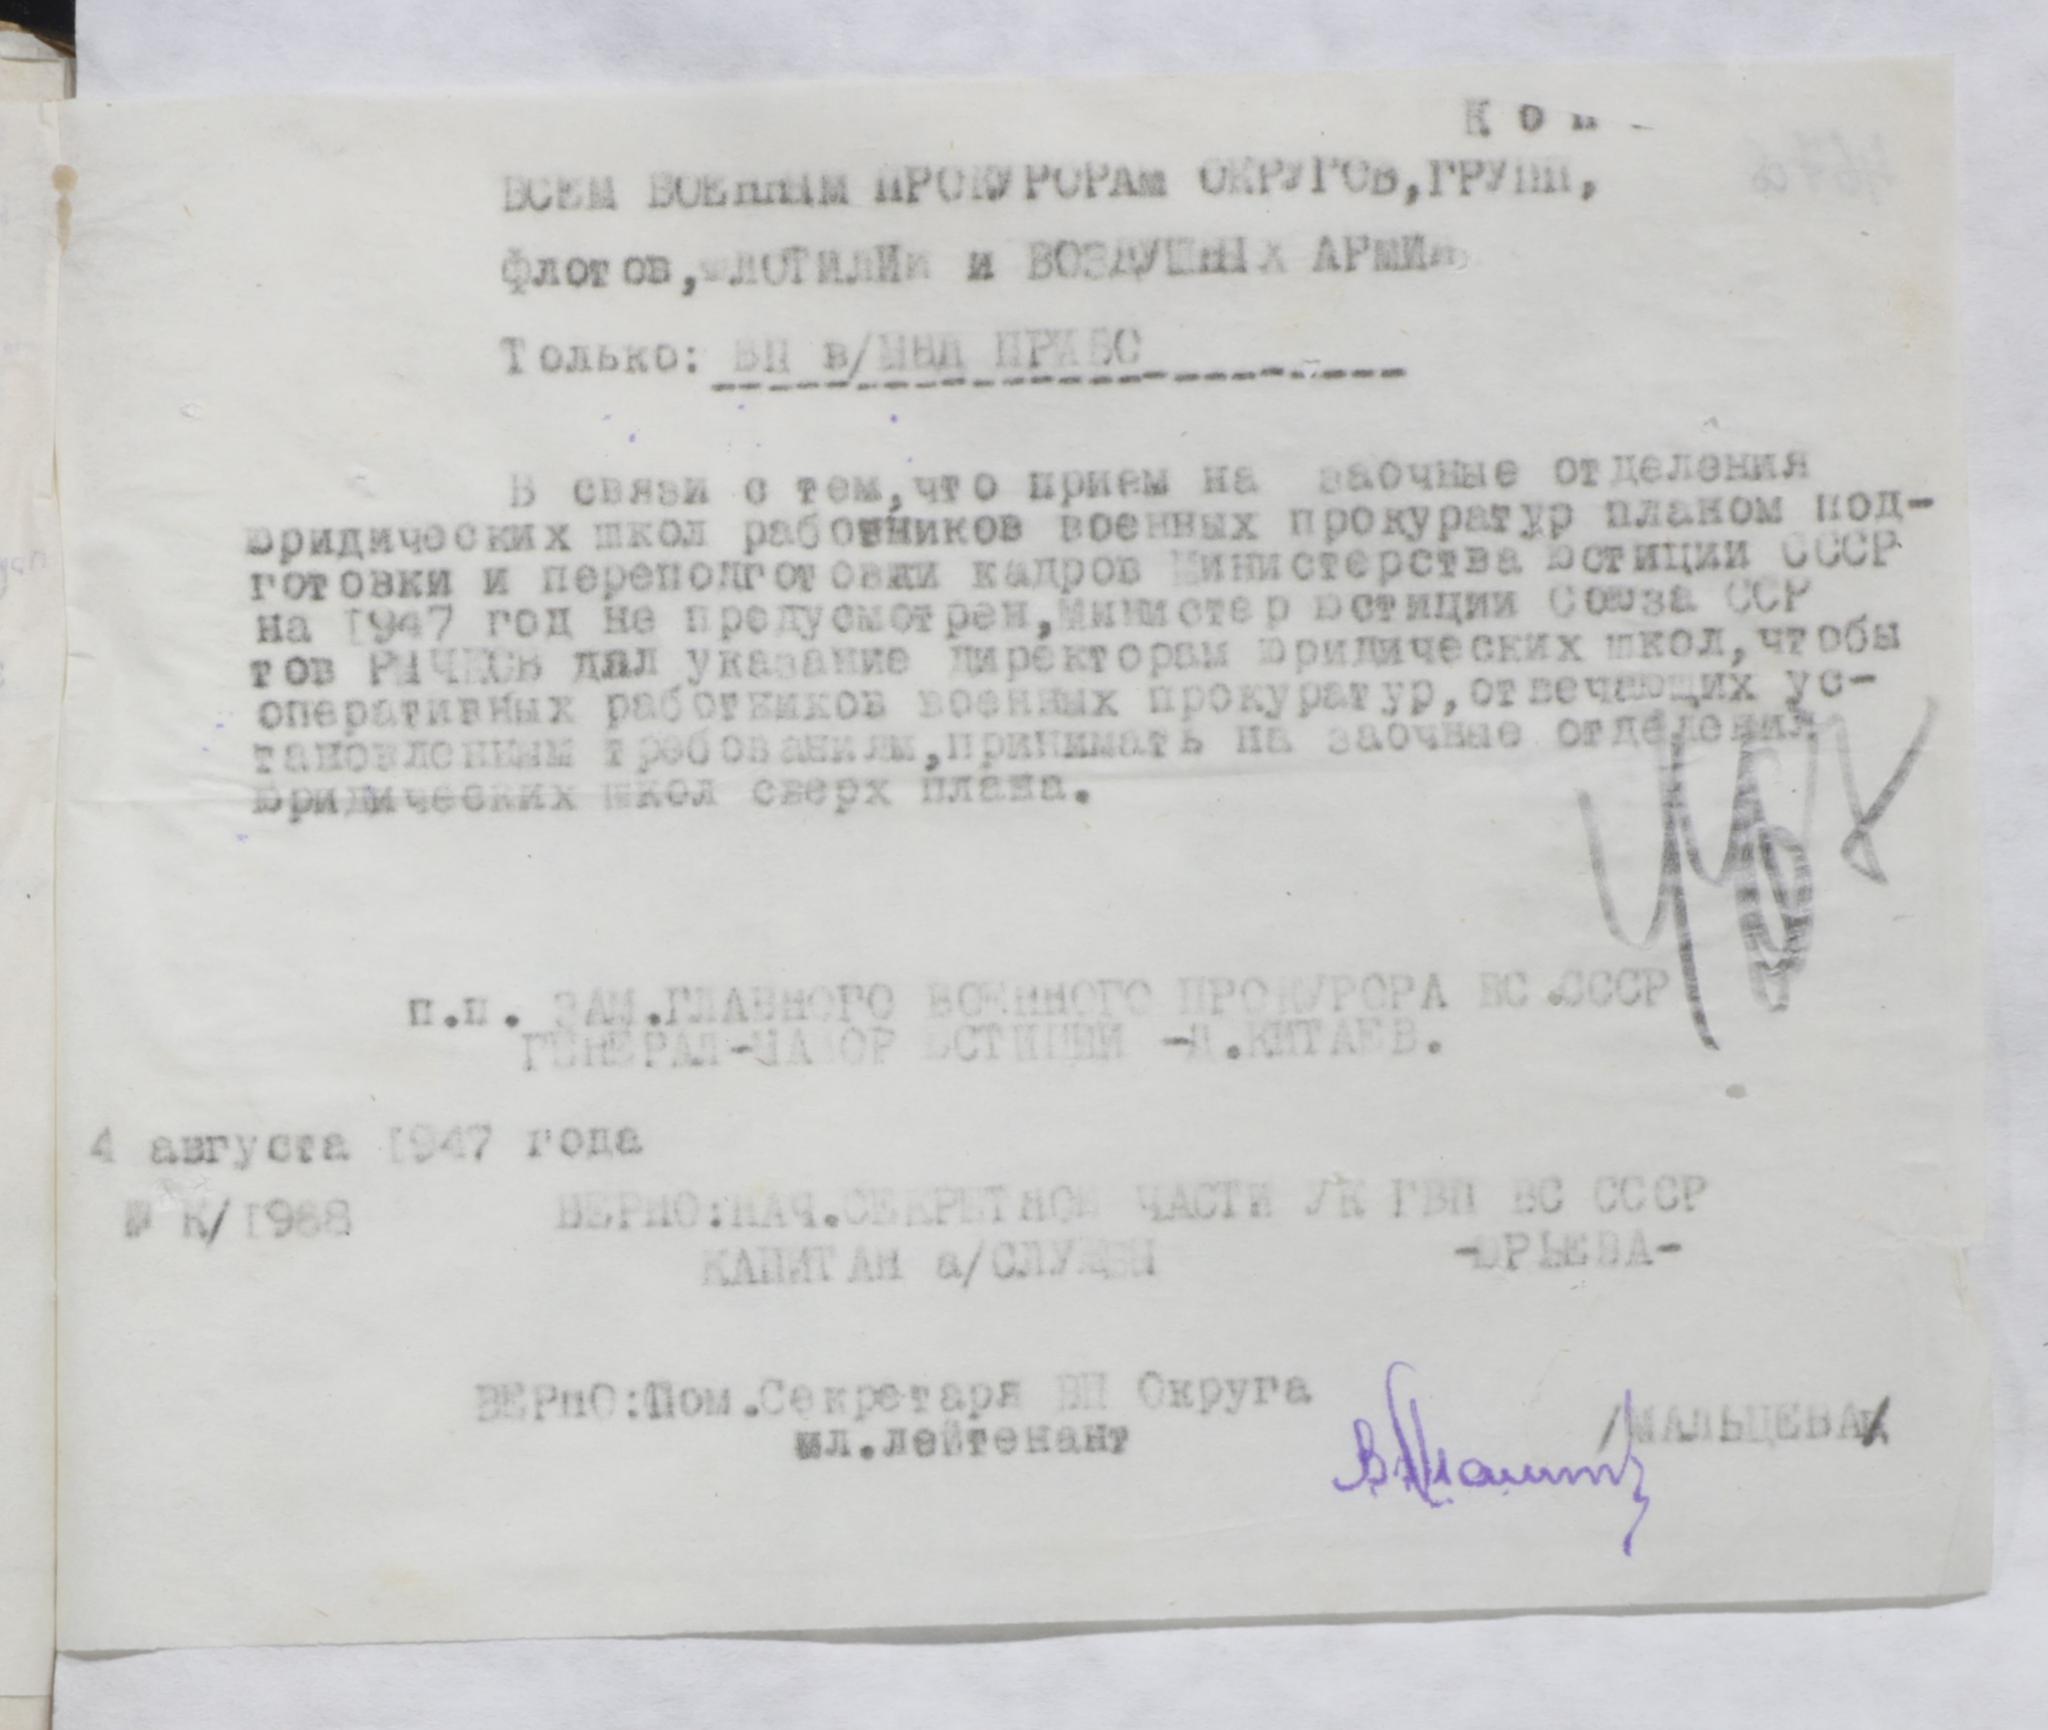 Коп
ВСЕМ ВОЕННЫМ ПРОКУРОРАМ ОКРУГОВ,ГРУПП,
ФЛОТОВ,ФЛОТИЛИЙ и ВОЗДУШНЫХ АРМИЙ
Только: ВП в/МВД ПРИБС
В связи с тем,что прием на заочные отделения
юридических школ работников военных прокуратур планом под-
готовки и переподготовки кадров Министерства Юстиции СССР
на 1947 год не предусмотрен,Министер Юстиции Союза ССР
тов РЫЧКОВ дал указание директорам юридических школ,чтобы
оперативных работников военных прокуратур,отвечающих ус-
тановленным требованиям,принимать на заочные отделения
юридических школ сверх плана.
п.п. ЗАМ.ГЛАВНОГО ВОЕННОГО ПРОКУРОРА ВС.СССР
ГЕНЕРАЛ-МАЙОР ЮСТИЦИИ -Д.КИТАЕВ.
4 августа 1947 года
№ К/1988
ВЕРНО:НАЧ.СЕКРЕТНОЙ ЧАСТИ УК ГВП ВС СССР
КАПИТАН а/СЛУЖБЫ -ЮРЬЕВА-
ВЕРНО:Пом.Секретаря ВП Округа
мл.лейтенант /МАЛЬЦЕВА/